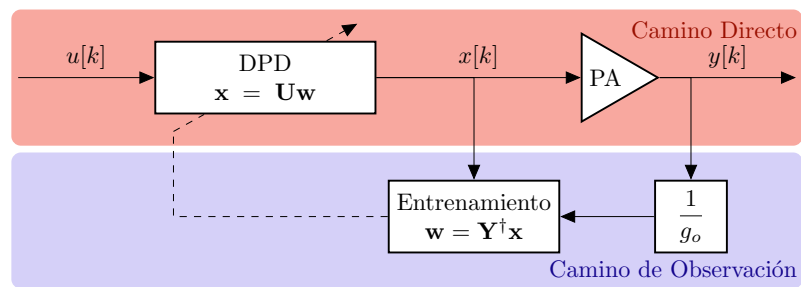 Camino Directo
u[k]
DPD
x = Uw
x[k]
PA
y[k]
Entrenamiento
w = Y†x
1
g_o
Camino de Observación